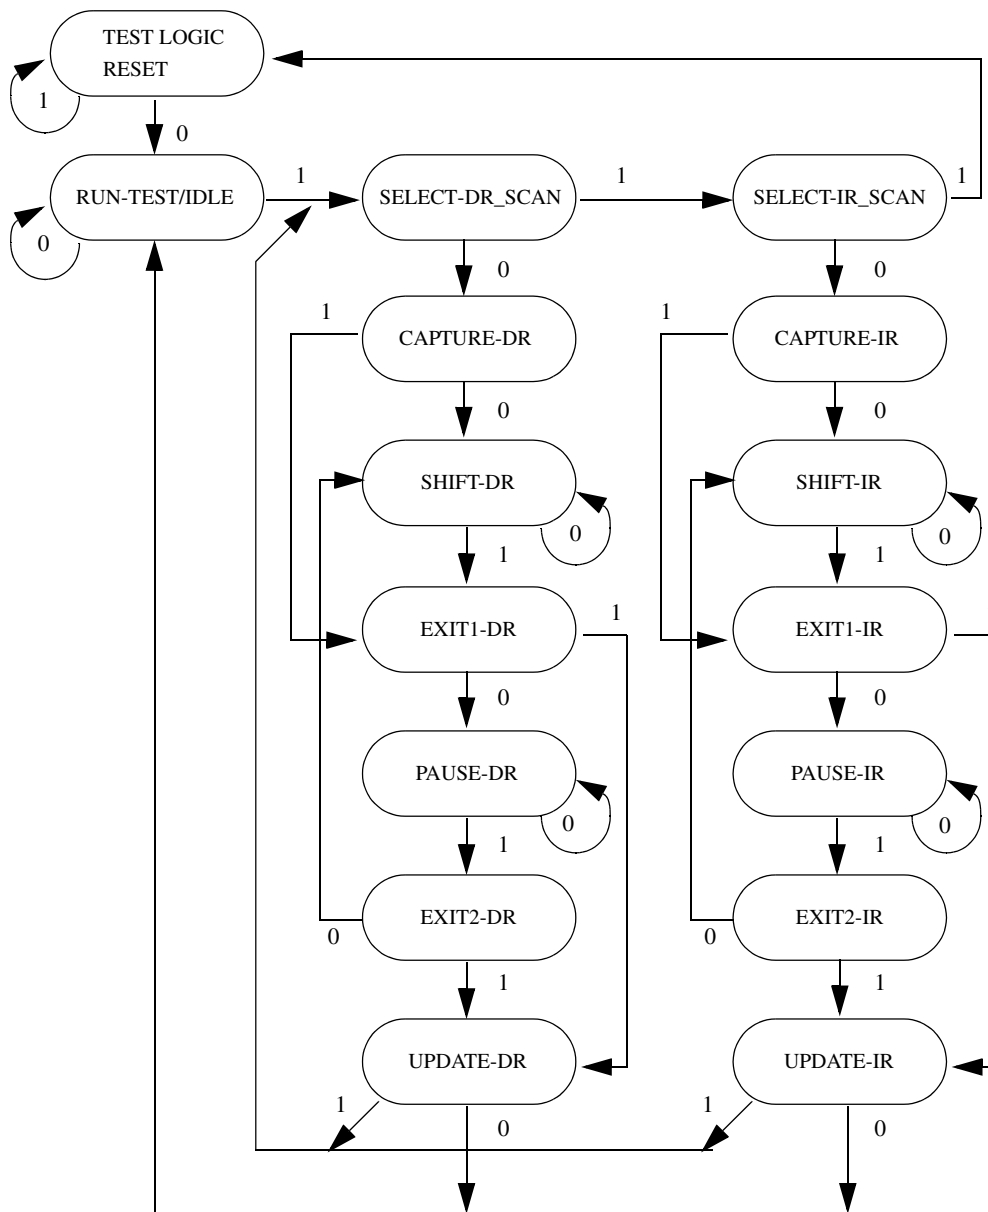 TEST LOGIC
RESET
1
0
RUN-TEST/IDLE
1
SELECT-DR_SCAN
1
SELECT-IR_SCAN
1
0
0
0
1
CAPTURE-DR
1
CAPTURE-IR
0
0
SHIFT-DR
0
SHIFT-IR
0
1
1
EXIT1-DR
1
EXIT1-IR
0
0
PAUSE-DR
0
PAUSE-IR
0
1
1
EXIT2-DR
0
EXIT2-IR
0
1
1
UPDATE-DR
UPDATE-IR
1
0
1
0